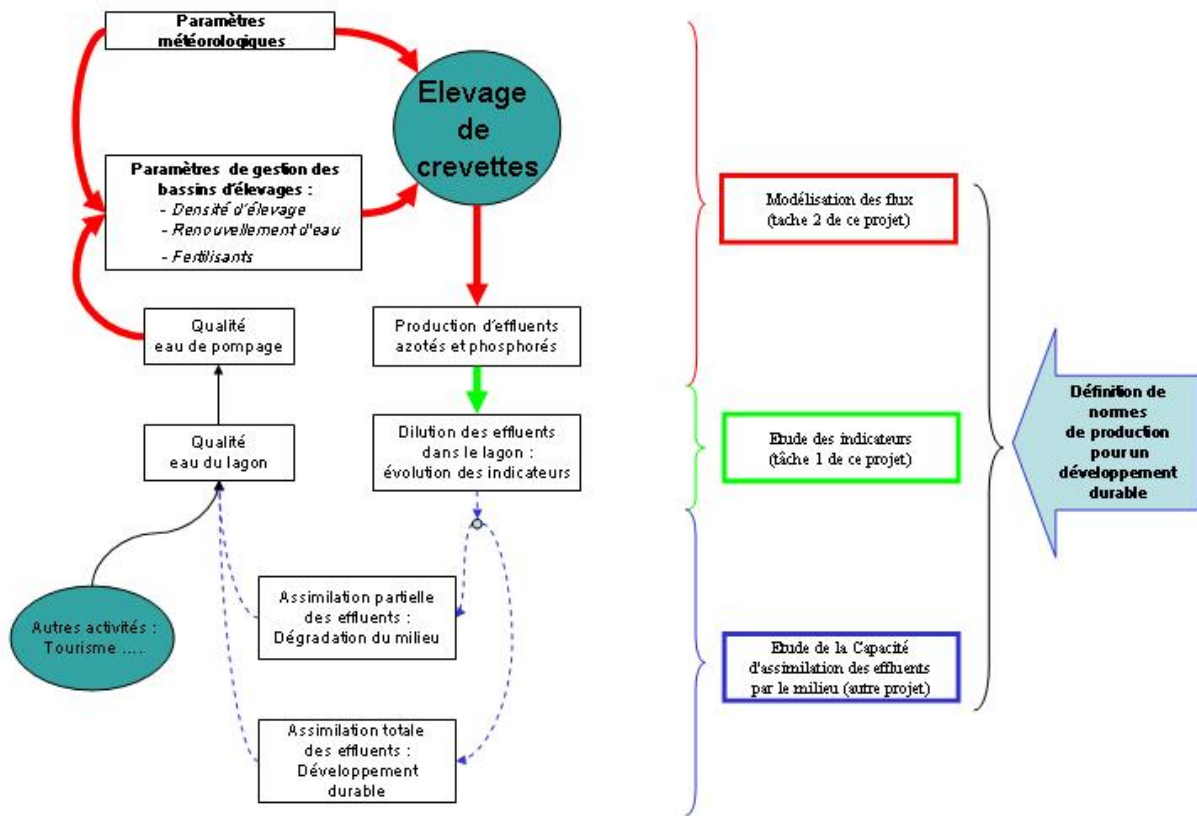 Paramètres
météorologiques
Elevage
de
crevettes
Paramètres de gestion des
bassins d'élevages :
- Densité d'élevage
- Renouvellement d'eau
- Fertilisants
Qualité
eau de pompage
Production d'effluents
azotés et phosphorés
Qualité
eau du lagon
Dilution des effluents
dans le lagon :
évolution des indicateurs
Autres activités :
Tourisme .....
Assimilation partielle
des effluents :
Dégradation du milieu
Assimilation totale
des effluents :
Développement
durable
Modélisation des flux
(tache 2 de ce projet)
Etude des indicateurs
(tâche 1 de ce projet)
Etude de la Capacité
d'assimilation des effluents
par le milieu (autre projet)
Définition de
normes
de production
pour un
développement
durable